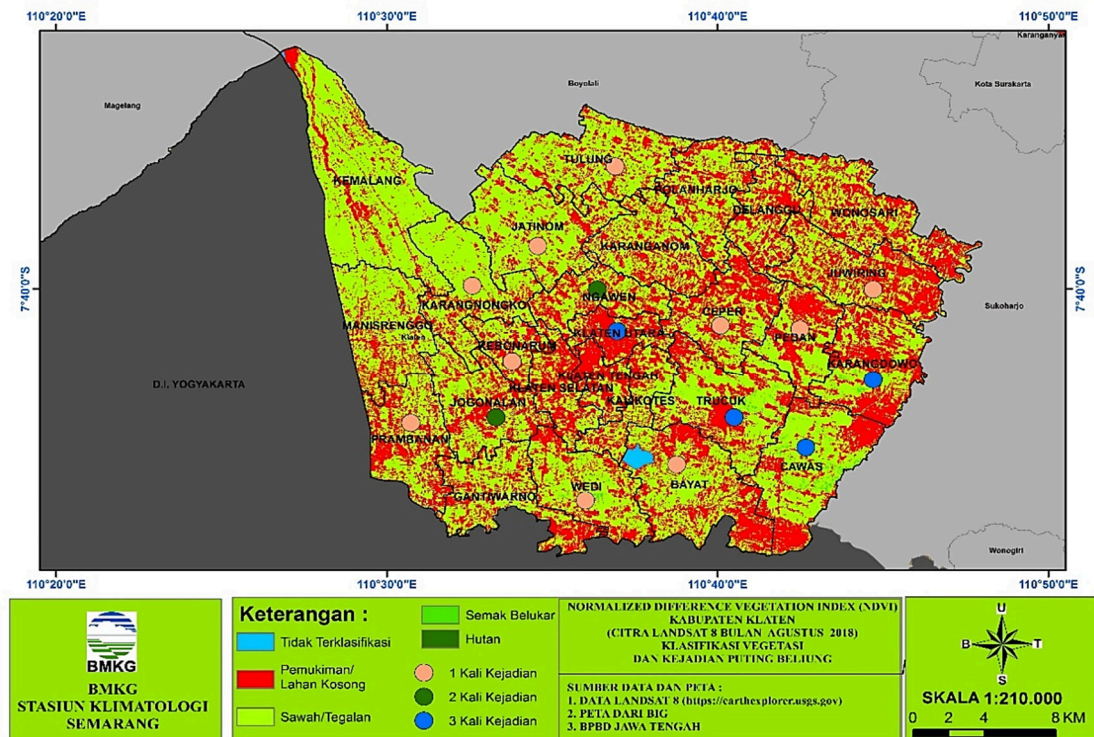 110°20'0"E 110°30'0"E 110°40'0"E 110°50'0"E
Karanganyar
Boyolali
Kota Surakarta
Magelang
TULUNG
KEMALANG
POLANHARJO
DELANGGU
WONOSARI
JATINOM
KARANGANOM
7°40'0"S
JUWIRING
7°40'0"S
NGAWEN
KARANGNONGKO
Sukoharjo
CEPER
MANISRENGGO
KLATEN UTARA
PEDAN
Klaten
KEBONARUM
KARANGDOWO
KLATEN TENGAH
D.I. YOGYAKARTA
KLATEN SELATAN
JOGONALAN
KALIKOTES
TRUCUK
PRAMBANAN
CAWAS
WEDI
BAYAT
GANTIWARNO
Wonogiri
110°20'0"E 110°30'0"E 110°40'0"E 110°50'0"E
BMKG
BMKG
STASIUN KLIMATOLOGI
SEMARANG
Keterangan :
Tidak Terklasifikasi
Pemukiman/
Lahan Kosong
Sawah/Tegalan
Semak Belukar
Hutan
1 Kali Kejadian
2 Kali Kejadian
3 Kali Kejadian
NORMALIZED DIFFERENCE VEGETATION INDEX (NDVI)
KABUPATEN KLATEN
(CITRA LANDSAT 8 BULAN AGUSTUS 2018)
KLASIFIKASI VEGETASI
DAN KEJADIAN PUTING BELIUNG
SUMBER DATA DAN PETA :
1. DATA LANDSAT 8 (https://earthexplorer.usgs.gov)
2. PETA DARI BIG
3. BPBD JAWA TENGAH
U
B T
S
SKALA 1:210.000
0 2 4 8 KM